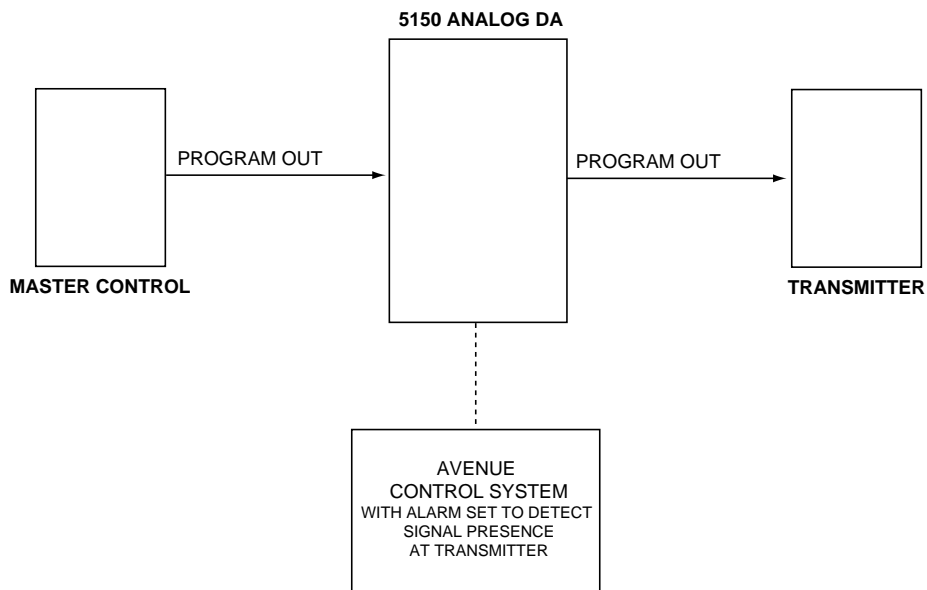 5150 ANALOG DA
PROGRAM OUT
PROGRAM OUT
MASTER CONTROL
TRANSMITTER
AVENUE
CONTROL SYSTEM
WITH ALARM SET TO DETECT
SIGNAL PRESENCE
AT TRANSMITTER